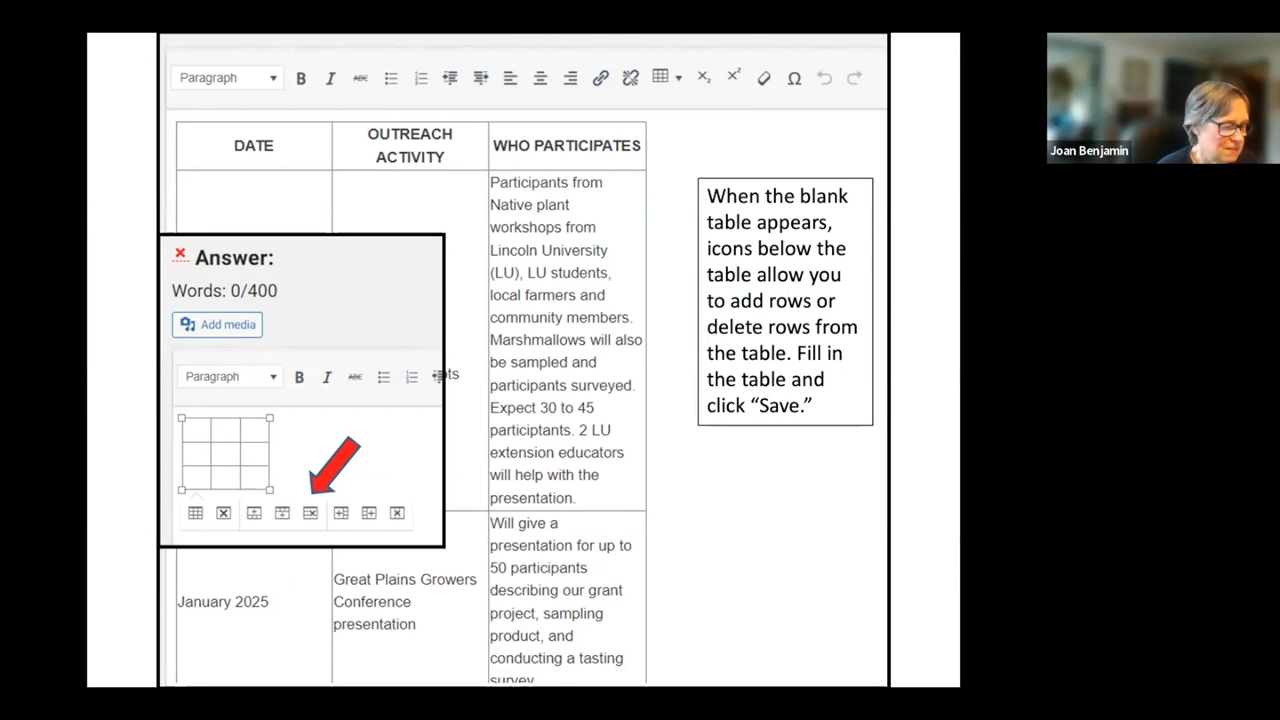 Paragraph
B I ABC
X₂ X² Ω
DATE
OUTREACH
ACTIVITY
WHO PARTICIPATES
Participants from
Native plant
workshops from
Lincoln University
(LU), LU students,
local farmers and
community members.
Marshmallows will also
be sampled and
participants surveyed.
Expect 30 to 45
participtants. 2 LU
extension educators
will help with the
presentation.
Answer:
Words: 0/400
Add media
Paragraph
B I ABC
January 2025
Great Plains Growers
Conference
presentation
Will give a
presentation for up to
50 participants
describing our grant
project, sampling
product, and
conducting a tasting
survey
When the blank
table appears,
icons below the
table allow you
to add rows or
delete rows from
the table. Fill in
the table and
click “Save.”
Joan Benjamin